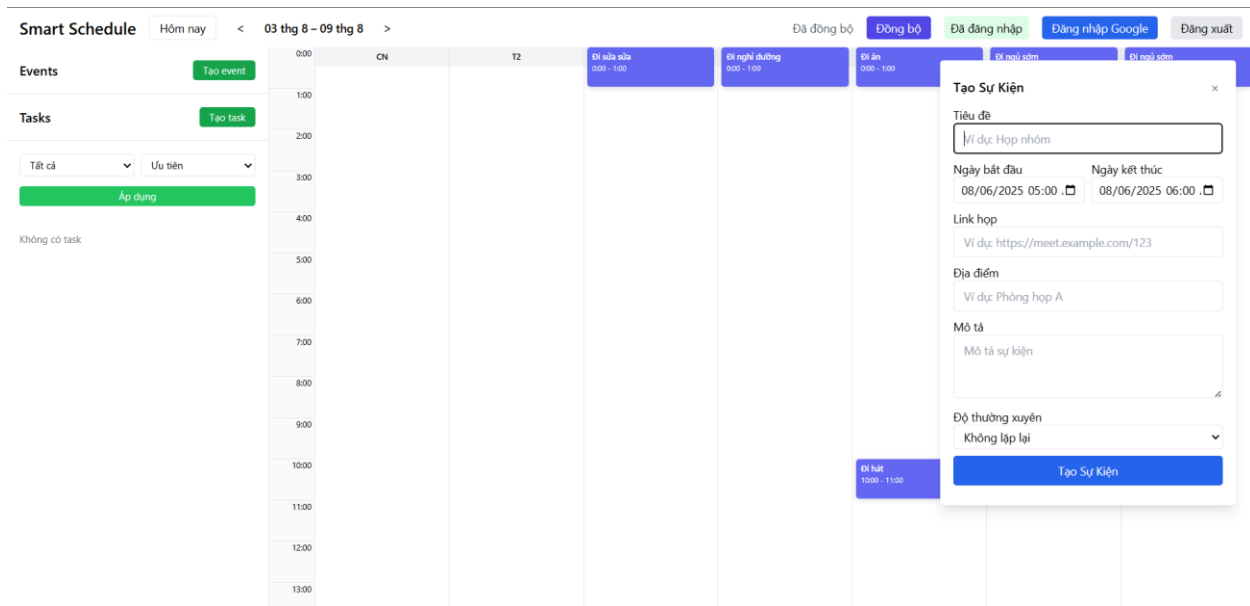 Smart Schedule Hôm nay < 03 thg 8 – 09 thg 8 > Đã đồng bộ Đồng bộ Đã đăng nhập Đăng nhập Google Đăng xuất
Events Tạo event
Tasks Tạo task
Tất cả Ưu tiên
Áp dụng
Không có task
CN T2
0:00
1:00
2:00
3:00
4:00
5:00
6:00
7:00
8:00
9:00
10:00
11:00
12:00
13:00
Đi sửa sửa
0:00 - 1:00
Đi nghỉ dưỡng
0:00 - 1:00
Đi ăn
0:00 - 1:00
Đi ngủ sớm
Đi ngủ sớm
Đi hát
10:00 - 11:00
Tạo Sự Kiện ×
Tiêu đề
Ví dụ: Họp nhóm
Ngày bắt đầu Ngày kết thúc
08/06/2025 05:00 08/06/2025 06:00
Link họp
Ví dụ: https://meet.example.com/123
Địa điểm
Ví dụ: Phòng họp A
Mô tả
Mô tả sự kiện
Độ thường xuyên
Không lặp lại
Tạo Sự Kiện